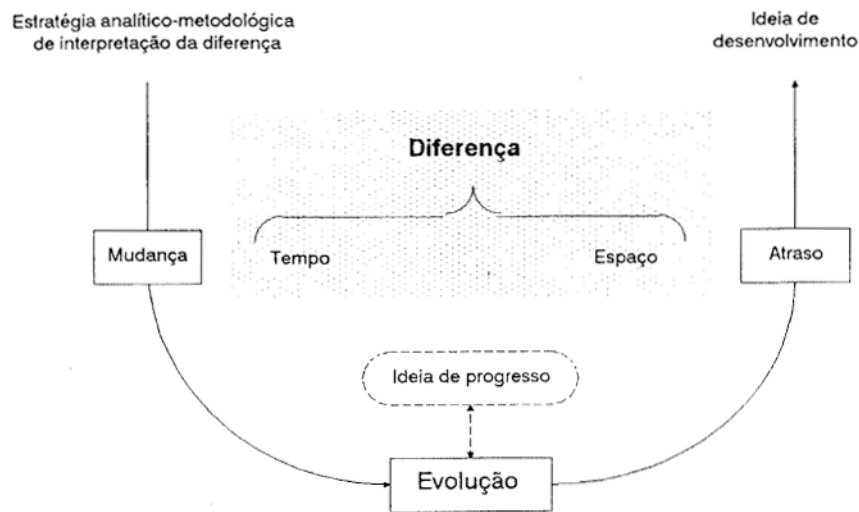 Estratégia analítico-metodológica
de interpretação da diferença
Ideia de
desenvolvimento
Diferença
Mudança
Tempo
Espaço
Atraso
Ideia de progresso
Evolução